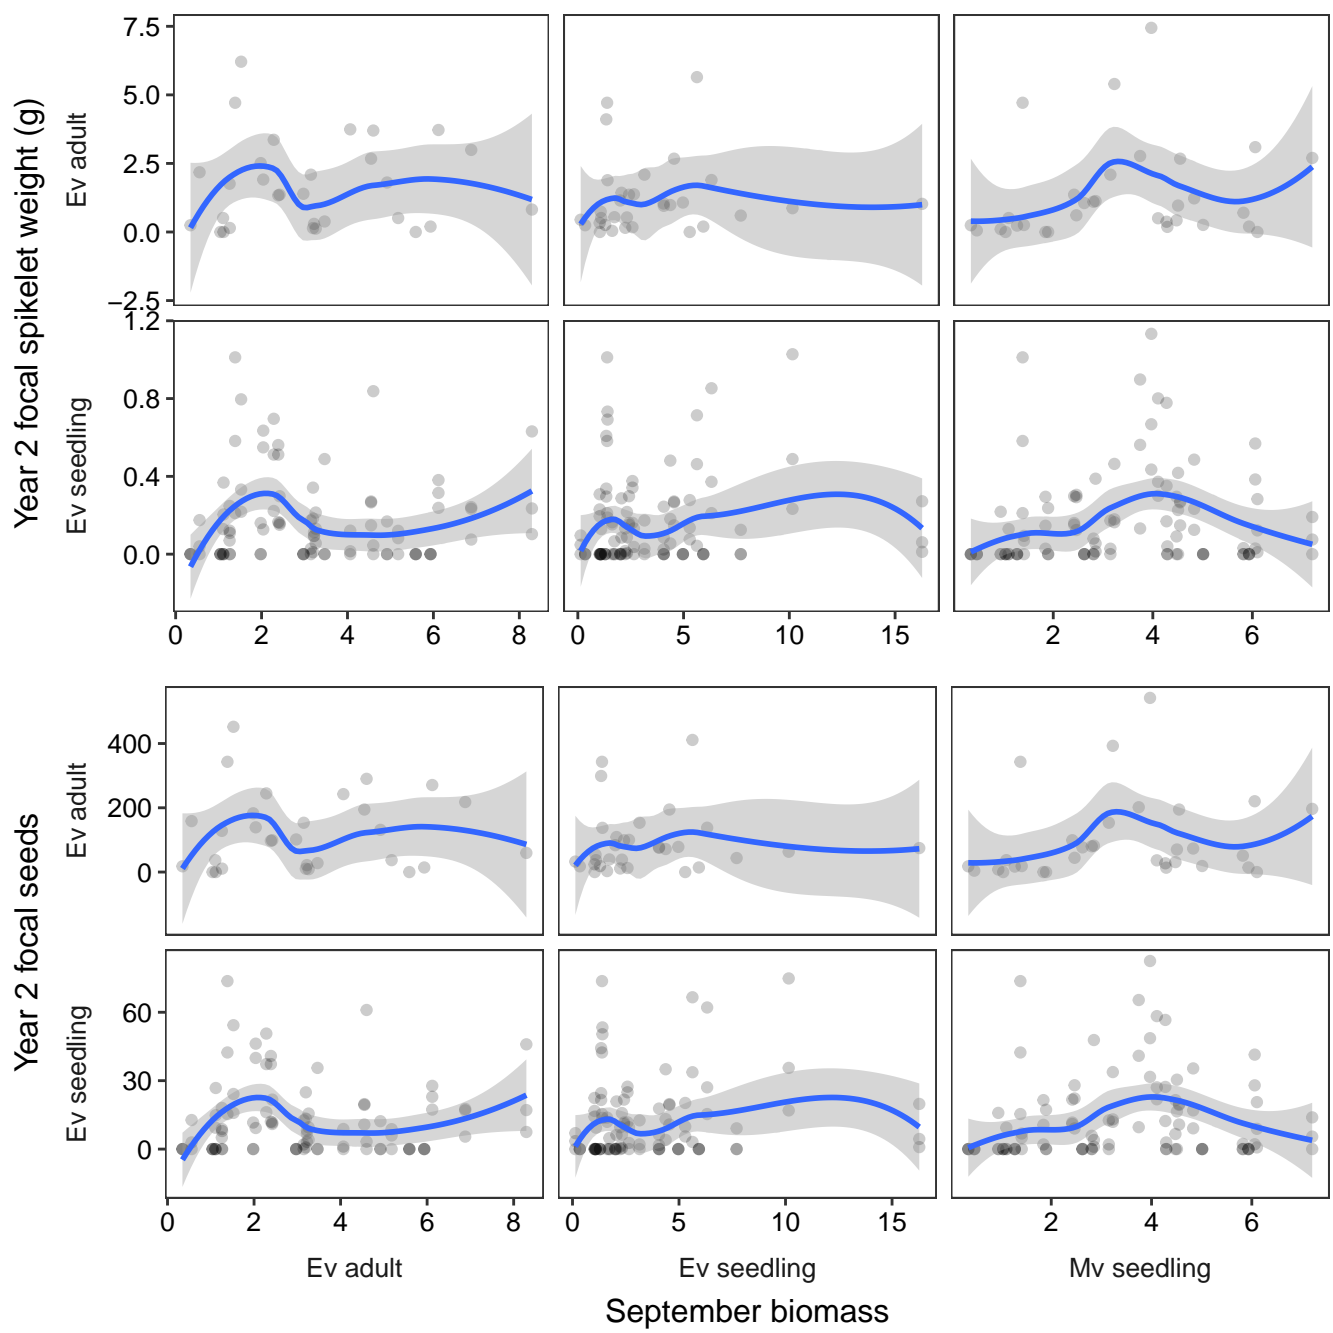 Year 2 focal spikelet weight (g)
Ev adult
7.5
5.0
2.5
0.0
−2.5
Ev seedling
1.2
0.8
0.4
0.0
0 2 4 6 8
0 5 10 15
2 4 6
Year 2 focal seeds
Ev adult
400
200
0
Ev seedling
60
30
0
0 2 4 6 8
0 5 10 15
2 4 6
Ev adult
Ev seedling
Mv seedling
September biomass